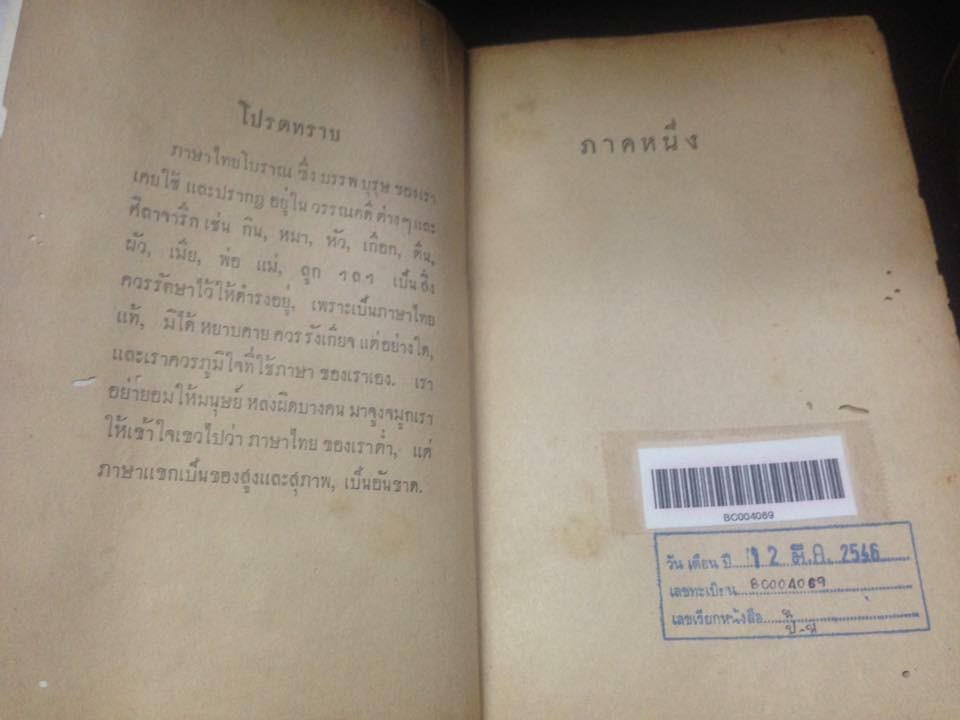 โปรดทราบ
ภาษาไทยโบราณ ซึ่ง บรรพ บุรุษ ของเรา
เคยใช้ และปรากฏ อยู่ใน วรรณคดี ต่างๆ และ
ศิลาจารึก เช่น กิน, หมา, หัว, เกือก, ตีน,
ผัว, เมีย, พ่อ แม่, ลูก ฯลฯ เป็นสิ่ง
ควรรักษาไว้ให้ดำรงอยู่, เพราะเป็นภาษาไทย
แท้, มิได้ หยาบคาย ควร รังเกียจ แต่อย่างใด,
และเราควรภูมิใจที่ใช้ภาษา ของเราเอง. เรา
อย่ายอมให้มนุษย์ หลงผิดบางคน มาจูงจมูกเรา
ให้เข้าใจเขวไปว่า ภาษาไทย ของเราต่ำ, แต่
ภาษาแขกเป็นของสูงและสุภาพ, เป็นอันขาด.
ภาคหนึ่ง
BC004069
วัน เดือน ปี 12 มี.ค. 2546
เลขทะเบียน BC004069
เลขเรียกหนังสือ